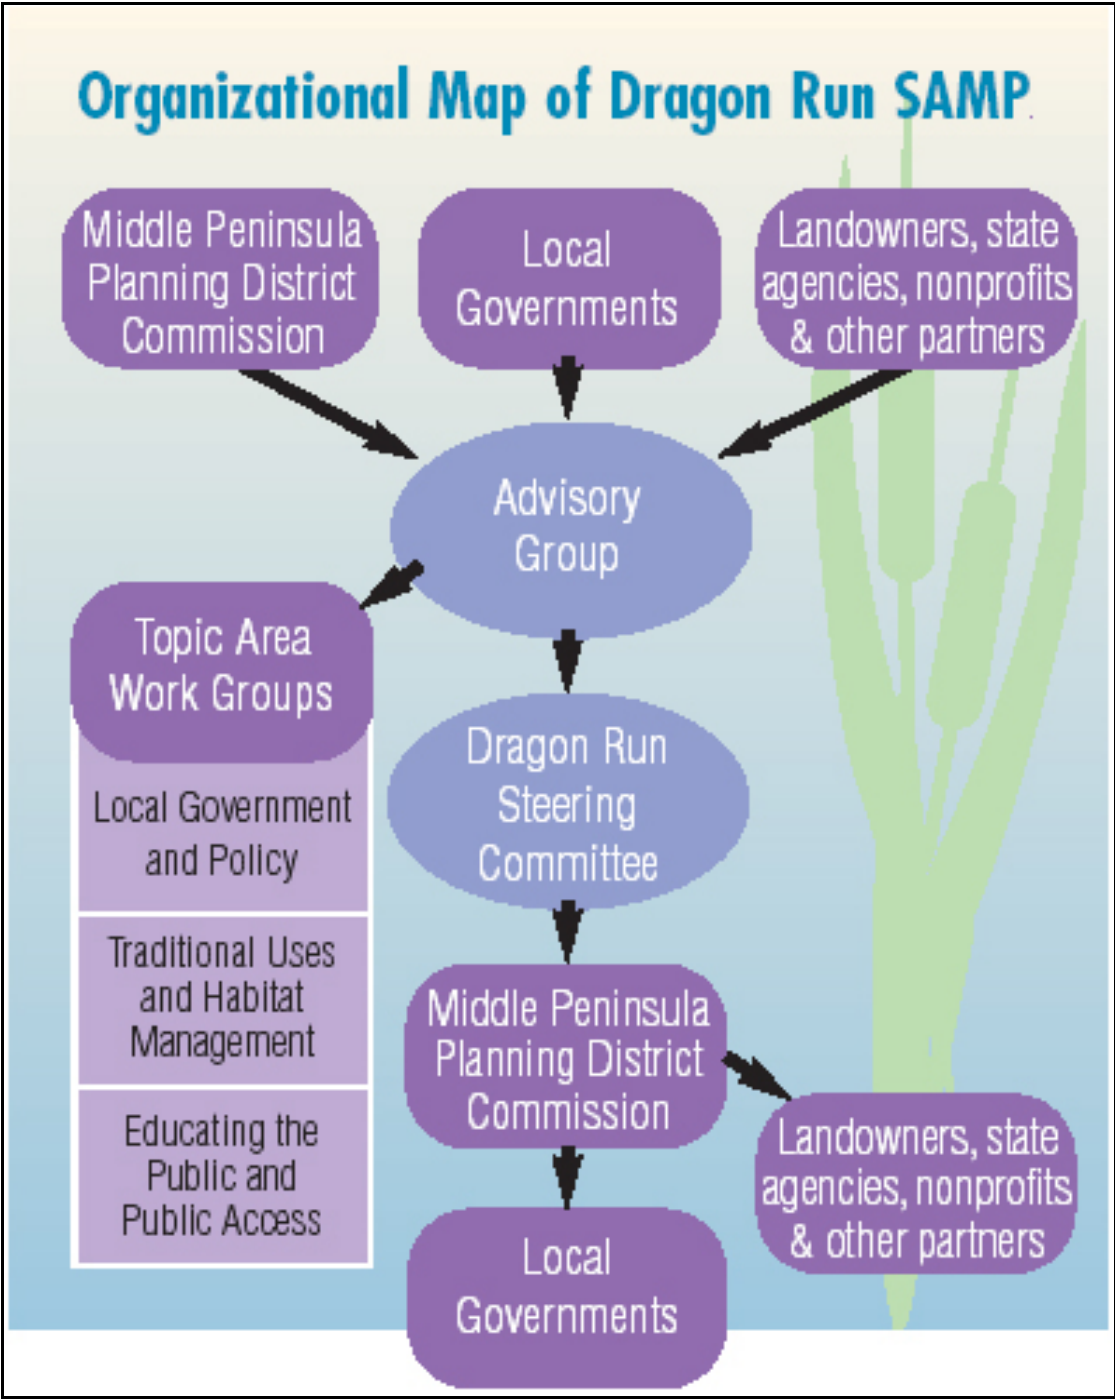 Organizational Map of Dragon Run SAMP.
Middle Peninsula
Planning District
Commission
Local
Governments
Landowners, state
agencies, nonprofits
& other partners
Advisory
Group
Topic Area
Work Groups
Local Government
and Policy
Traditional Uses
and Habitat
Management
Educating the
Public and
Public Access
Dragon Run
Steering
Committee
Middle Peninsula
Planning District
Commission
Landowners, state
agencies, nonprofits
& other partners
Local
Governments